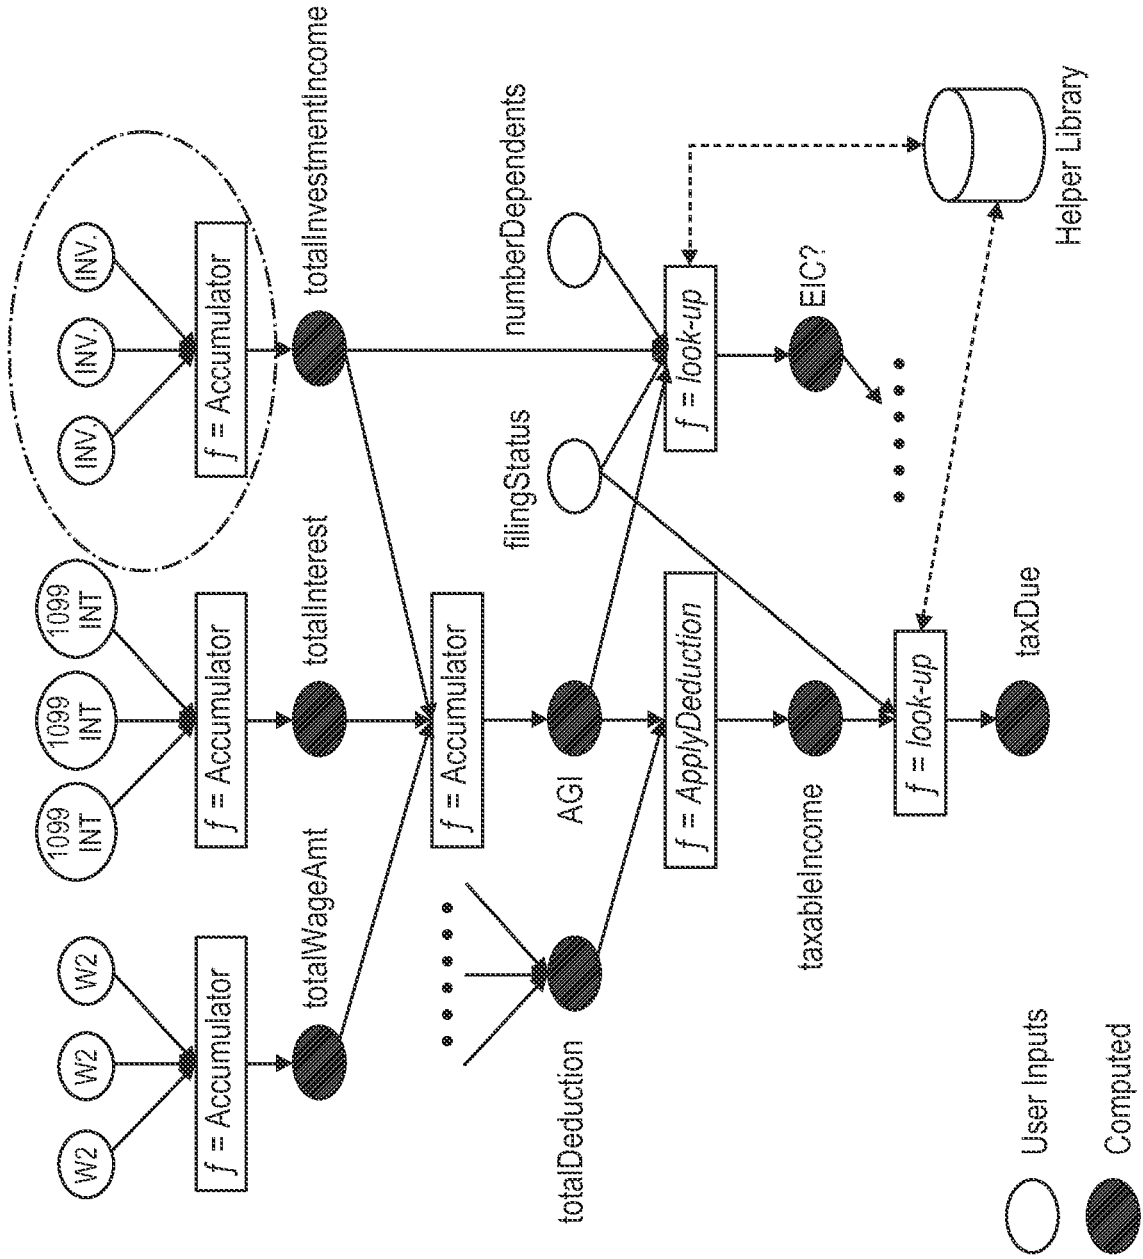 W2
W2
W2
1099
INT
1099
INT
1099
INT
INV.
INV.
INV.
f = Accumulator
f = Accumulator
f = Accumulator
totalWageAmt
totalInterest
totalInvestmentIncome
f = Accumulator
totalDeduction
AGI
filingStatus
numberDependents
f = ApplyDeduction
f = look-up
taxableIncome
EIC?
f = look-up
Helper Library
taxDue
User Inputs
Computed